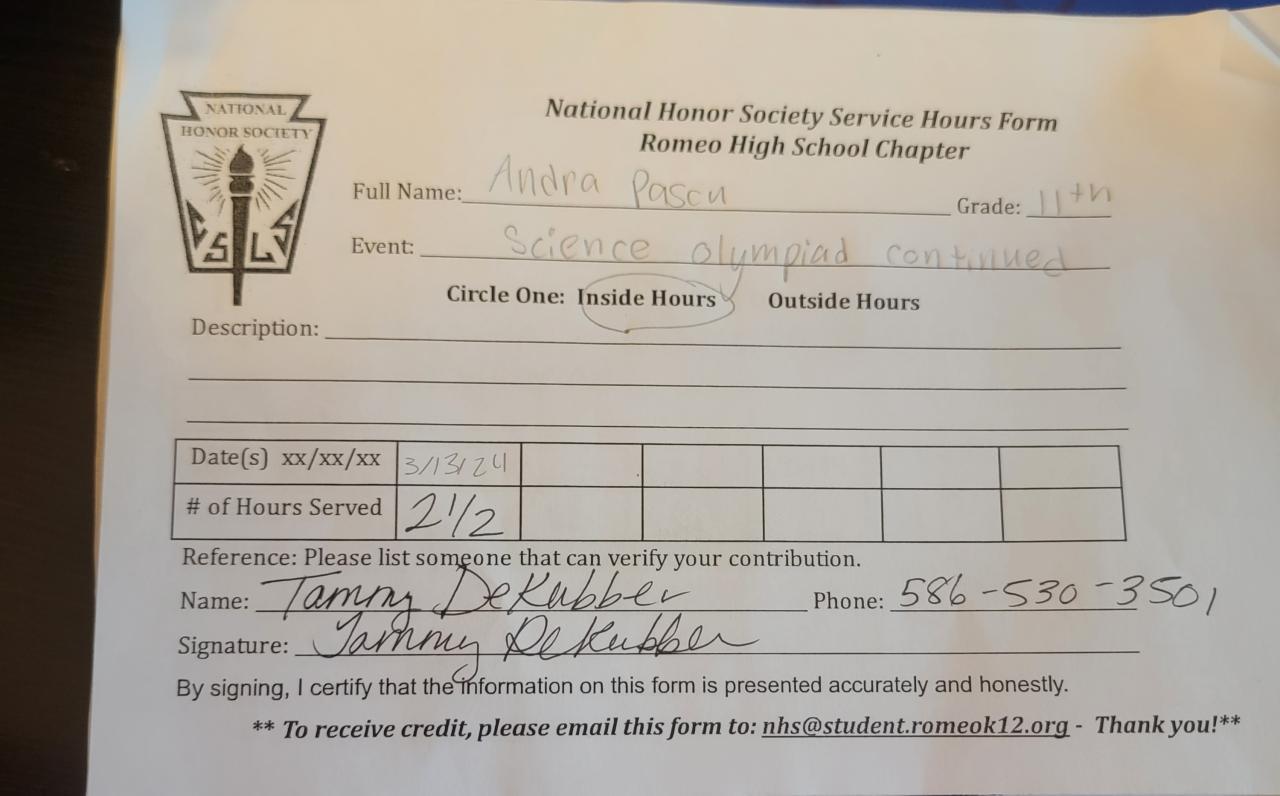 NATIONAL
HONOR SOCIETY
C S L S
National Honor Society Service Hours Form
Romeo High School Chapter
Full Name: Andra Pascu Grade: 11th
Event: Science olympiad continued
Circle One: Inside Hours Outside Hours
Description:
Date(s) xx/xx/xx 3/13/24
# of Hours Served 2 1/2
Reference: Please list someone that can verify your contribution.
Name: Tammy DeKubber Phone: 586-530-3501
Signature: Tammy DeKubber
By signing, I certify that the information on this form is presented accurately and honestly.
** To receive credit, please email this form to: nhs@student.romeok12.org - Thank you!**